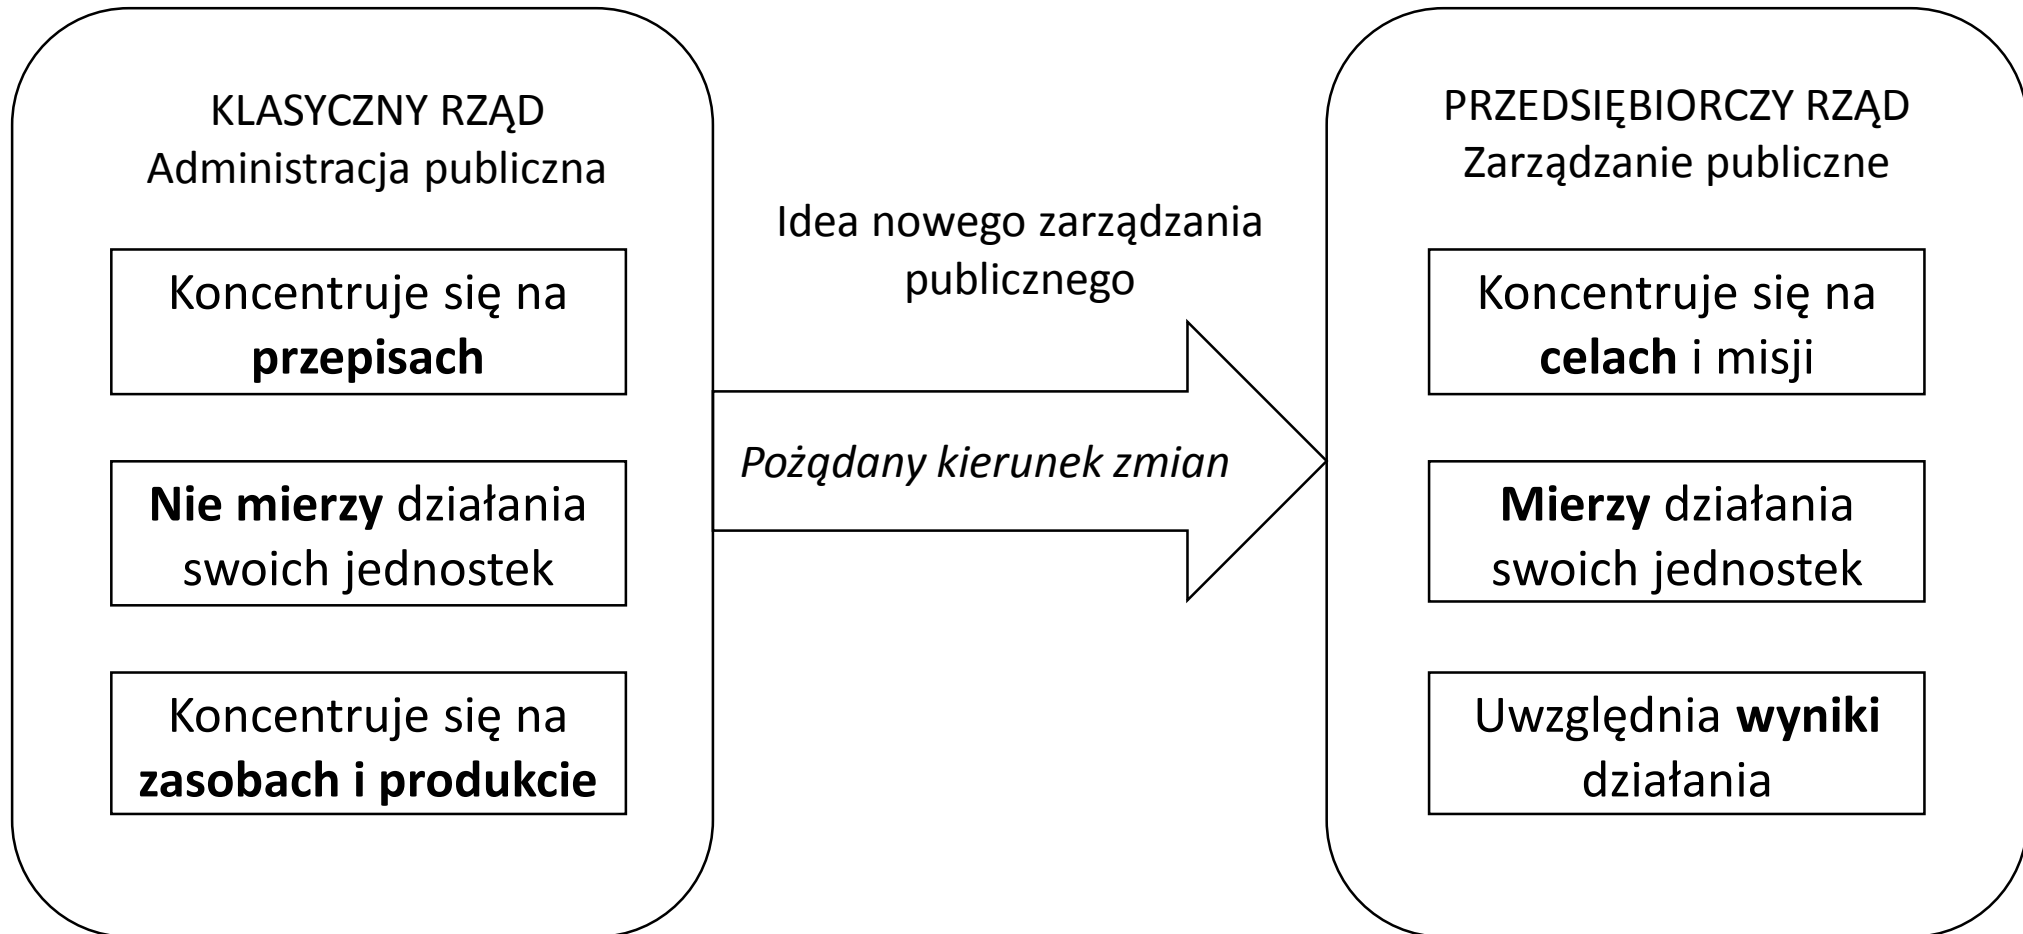 KLASYCZNY RZĄD
Administracja publiczna
Koncentruje się na
przepisach
Nie mierzy działania
swoich jednostek
Koncentruje się na
zasobach i produkcie
Idea nowego zarządzania
publicznego
Pożądany kierunek zmian
PRZEDSIĘBIORCZY RZĄD
Zarządzanie publiczne
Koncentruje się na
celach i misji
Mierzy działania
swoich jednostek
Uwzględnia wyniki
działania